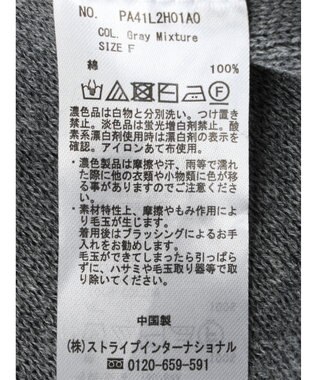 NO. PA41L2H01A0
COL. Gray Mixture
SIZE F
綿 100%
濃色品は白物と分別洗い。つけ置き
禁止。淡色品は蛍光増白剤禁止。酸
素系漂白剤使用時は漂白剤の表示を
確認。アイロンあて布使用。
・濃色製品は摩擦や汗、雨等で濡れ
た際に他の衣類や小物類に色が移
る事がありますのでご注意くださ
い。
・素材特性上、摩擦やもみ作用によ
り毛玉が生じます。
着用後はブラッシングによるお手
入れをお勧めします。
毛玉ができてしまったら引っぱら
ずに、ハサミや毛玉取り器等で取
り除いてください。
中国製
(株)ストライプインターナショナル
0120-659-591